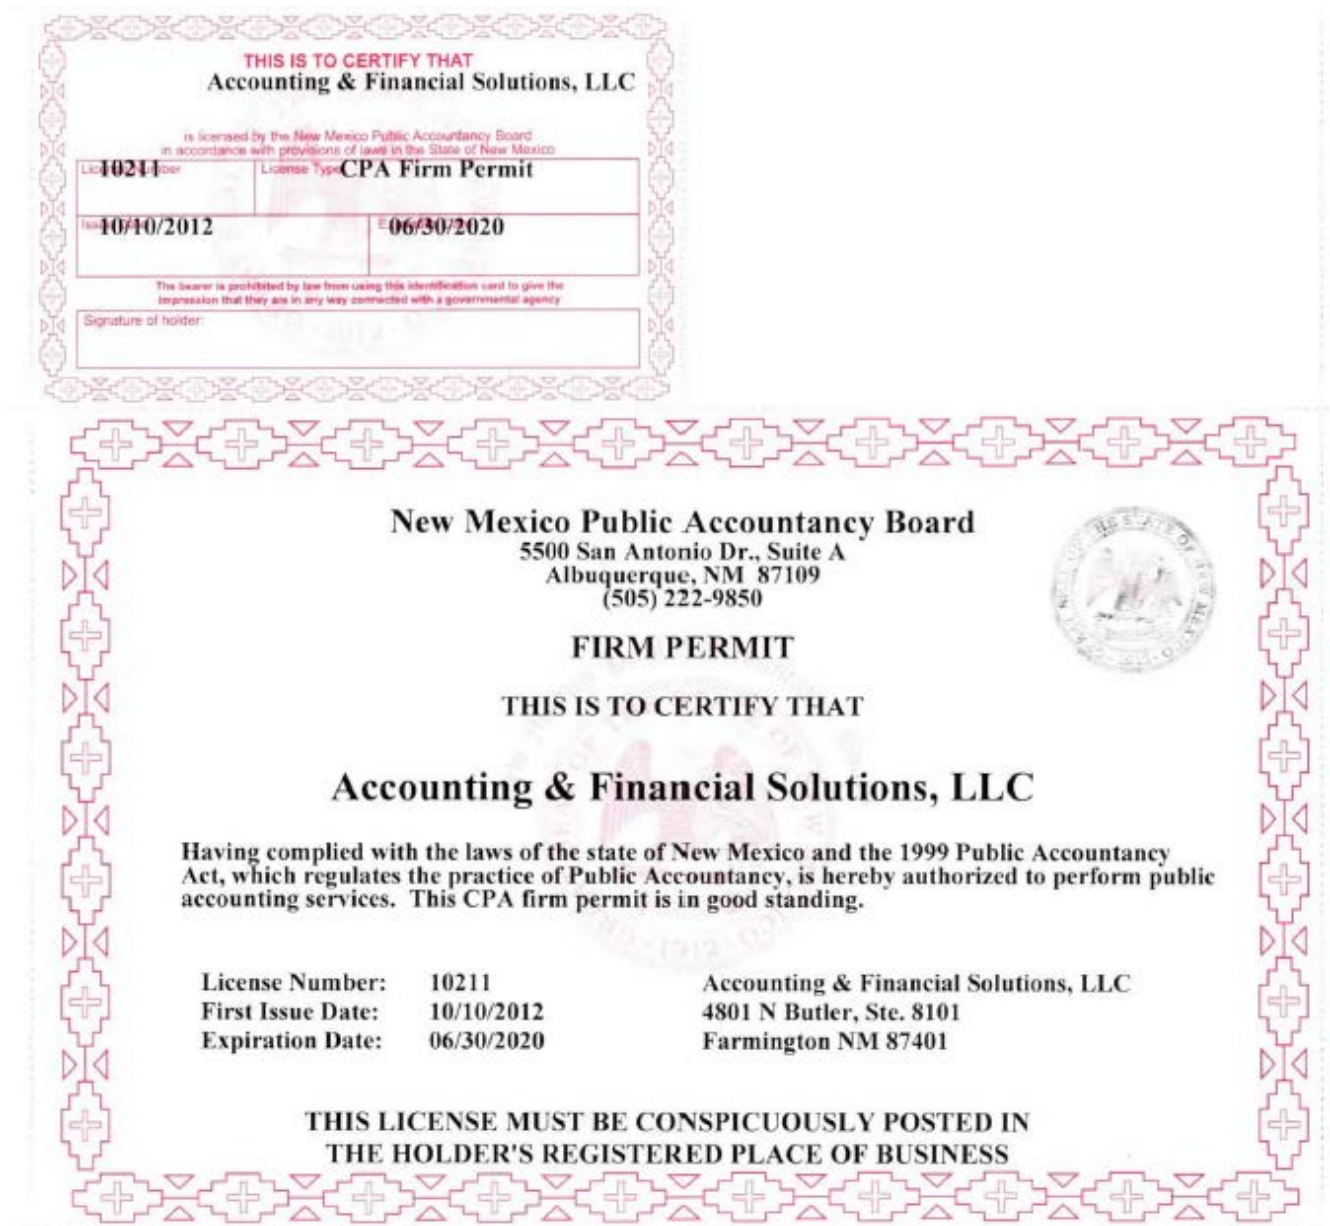 THIS IS TO CERTIFY THAT
Accounting & Financial Solutions, LLC
is licensed by the New Mexico Public Accountancy Board
in accordance with provisions of laws in the State of New Mexico
License Number 10211 License Type CPA Firm Permit
10/10/2012 06/30/2020
The bearer is prohibited by law from using this identification card to give the
impression that they are in any way connected with a governmental agency
Signature of holder:
New Mexico Public Accountancy Board
5500 San Antonio Dr., Suite A
Albuquerque, NM 87109
(505) 222-9850
FIRM PERMIT
THIS IS TO CERTIFY THAT
Accounting & Financial Solutions, LLC
Having complied with the laws of the state of New Mexico and the 1999 Public Accountancy
Act, which regulates the practice of Public Accountancy, is hereby authorized to perform public
accounting services. This CPA firm permit is in good standing.
License Number: 10211
First Issue Date: 10/10/2012
Expiration Date: 06/30/2020
Accounting & Financial Solutions, LLC
4801 N Butler, Ste. 8101
Farmington NM 87401
THIS LICENSE MUST BE CONSPICUOUSLY POSTED IN
THE HOLDER'S REGISTERED PLACE OF BUSINESS